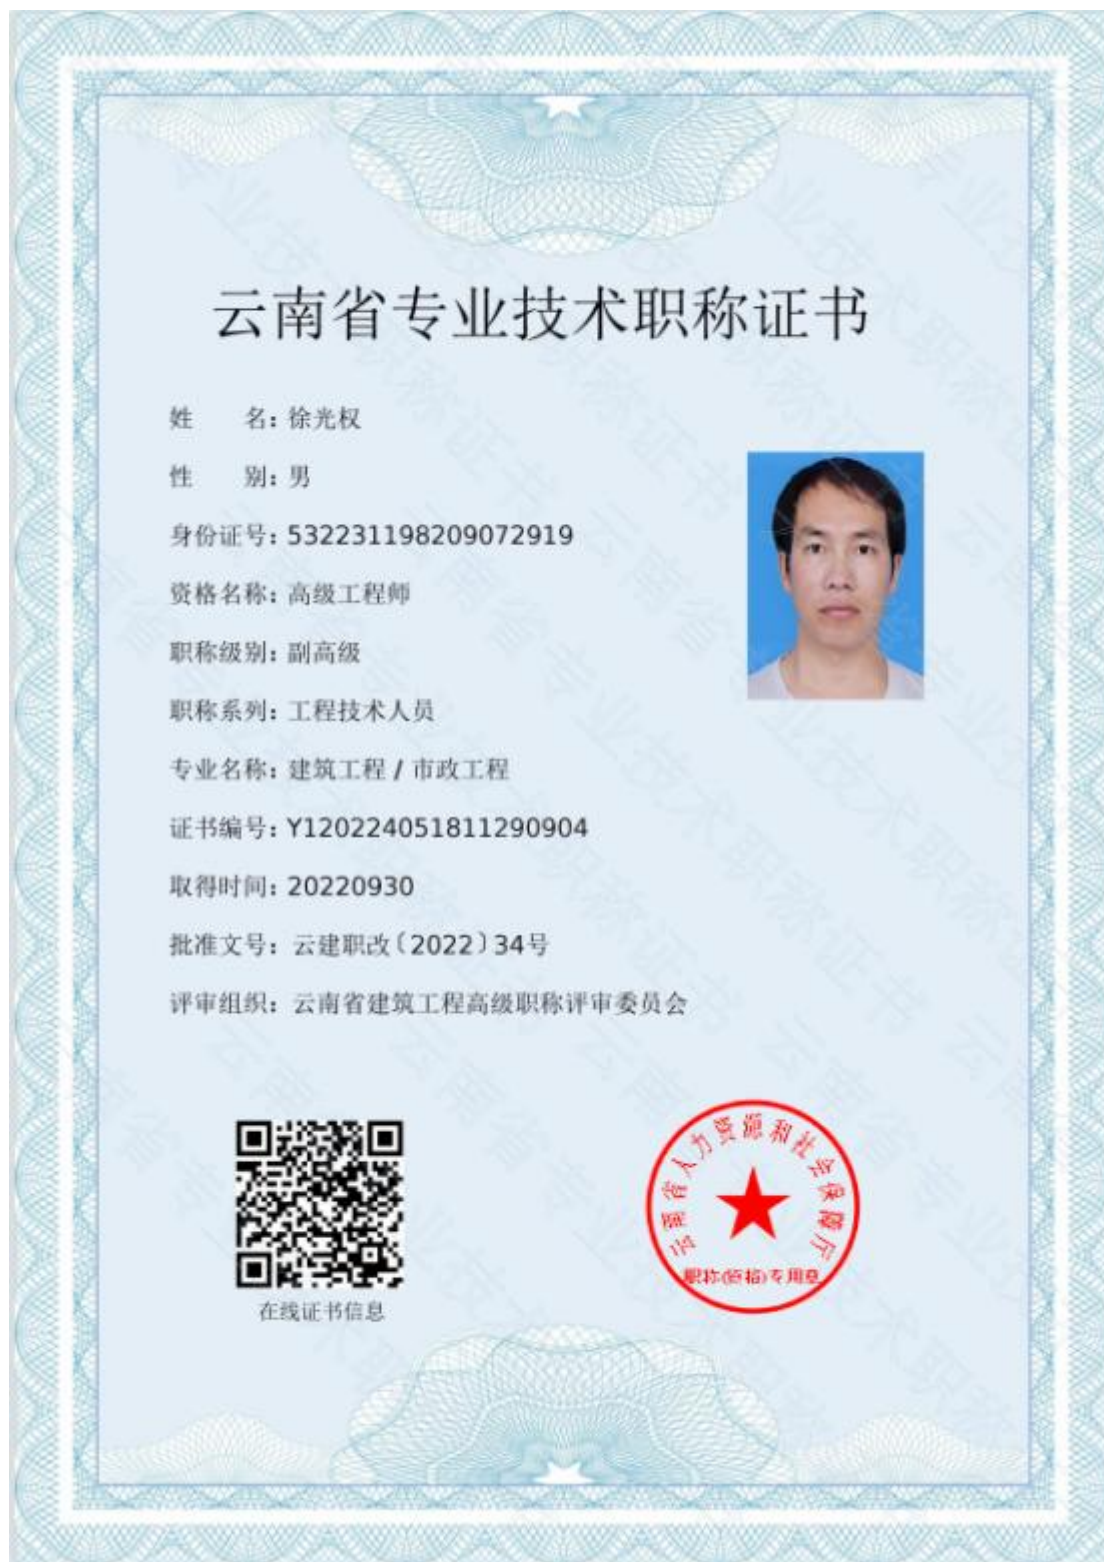 云南省专业技术职称证书
姓 名：徐光权
性 别：男
身份证号：532231198209072919
资格名称：高级工程师
职称级别：副高级
职称系列：工程技术人员
专业名称：建筑工程 / 市政工程
证书编号：Y120224051811290904
取得时间：20220930
批准文号：云建职改〔2022〕34号
评审组织：云南省建筑工程高级职称评审委员会
云南省人力资源和社会保障厅
职称(资格)专用章
在线证书信息